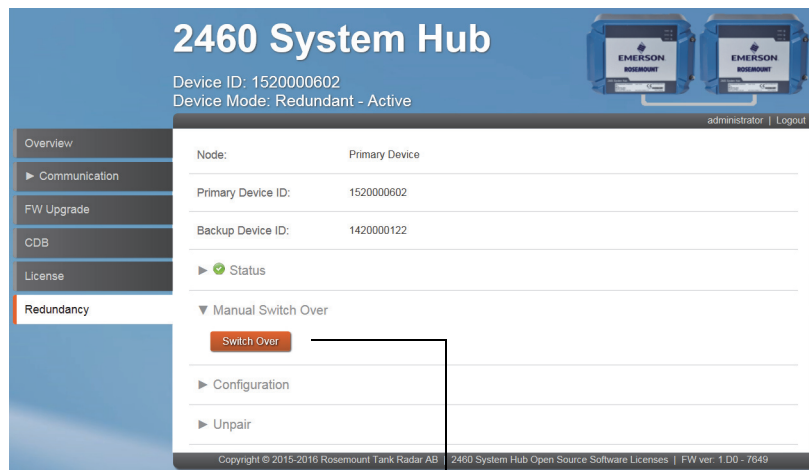 2460 System Hub
Device ID: 1520000602
Device Mode: Redundant - Active
EMERSON
ROSEMOUNT
EMERSON
ROSEMOUNT
administrator | Logout
Overview
► Communication
FW Upgrade
CDB
License
Redundancy
Node: Primary Device
Primary Device ID: 1520000602
Backup Device ID: 1420000122
► Status
▼ Manual Switch Over
Switch Over
► Configuration
► Unpair
Copyright © 2015-2016 Rosemount Tank Radar AB | 2460 System Hub Open Source Software Licenses | FW ver: 1.D0 - 7649